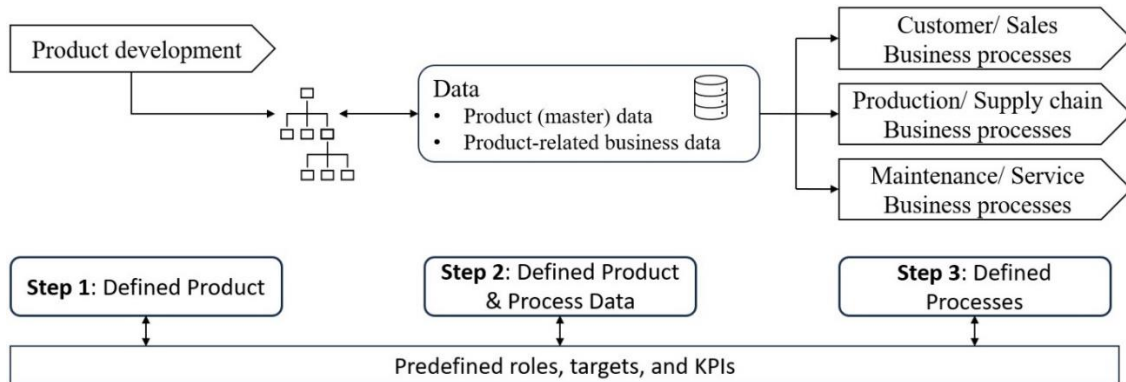 Product development
Data
• Product (master) data
• Product-related business data
Customer/ Sales
Business processes
Production/ Supply chain
Business processes
Maintenance/ Service
Business processes
Step 1: Defined Product
Step 2: Defined Product
& Process Data
Step 3: Defined
Processes
Predefined roles, targets, and KPIs